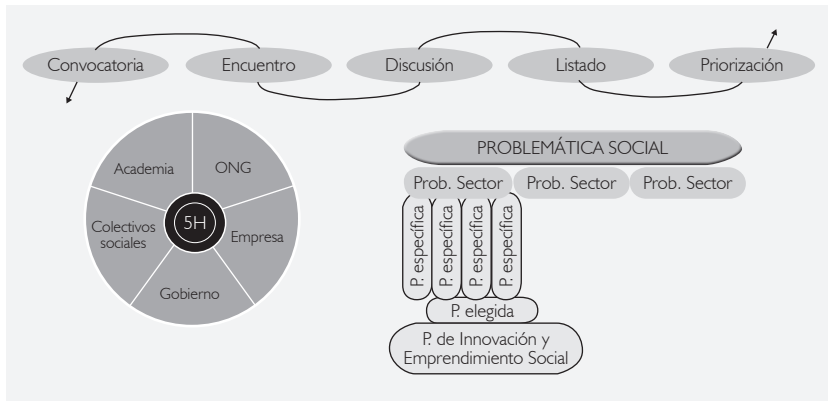 Convocatoria
Encuentro
Discusión
Listado
Priorización
Academia
ONG
Colectivos
sociales
5H
Empresa
Gobierno
PROBLEMÁTICA SOCIAL
Prob. Sector
Prob. Sector
Prob. Sector
P. específica
P. específica
P. específica
P. específica
P. elegida
P. de Innovación y
Emprendimiento Social